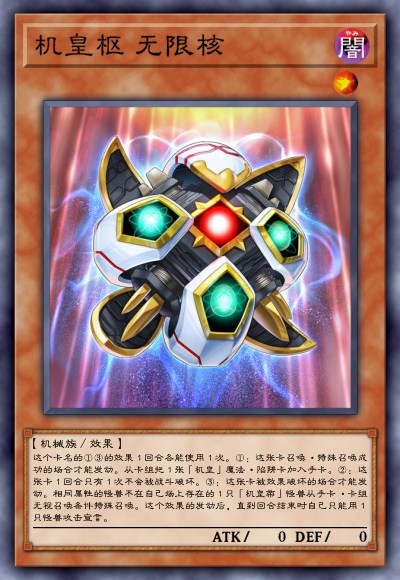 机皇枢 无限核
やみ
闇
【机械族／效果】
这个卡名的①③的效果1回合各能使用1次。①：这张卡召唤·特殊召唤成
功的场合才能发动。从卡组把1张「机皇」魔法·陷阱卡加入手卡。②：这
张卡1回合只有1次不会被战斗破坏。③：这张卡被效果破坏的场合才能发
动。相同属性的怪兽不在自己场上存在的1只「机皇帝」怪兽从手卡·卡组
无视召唤条件特殊召唤。这个效果的发动后，直到回合结束时自己只能用1
只怪兽攻击宣言。
ATK/ 0 DEF/ 0